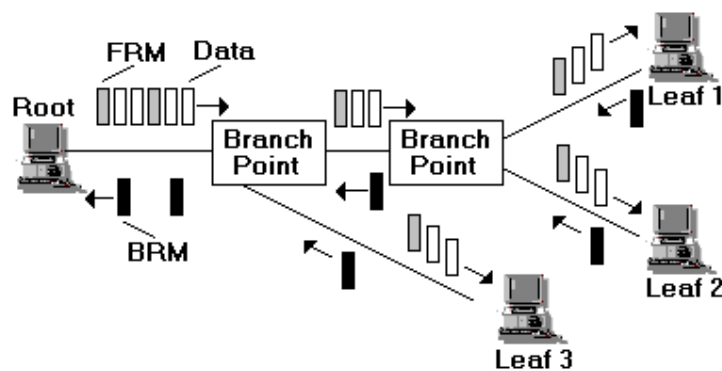 FRM
Data
Root
Leaf 1
Branch
Point
Branch
Point
BRM
Leaf 2
Leaf 3